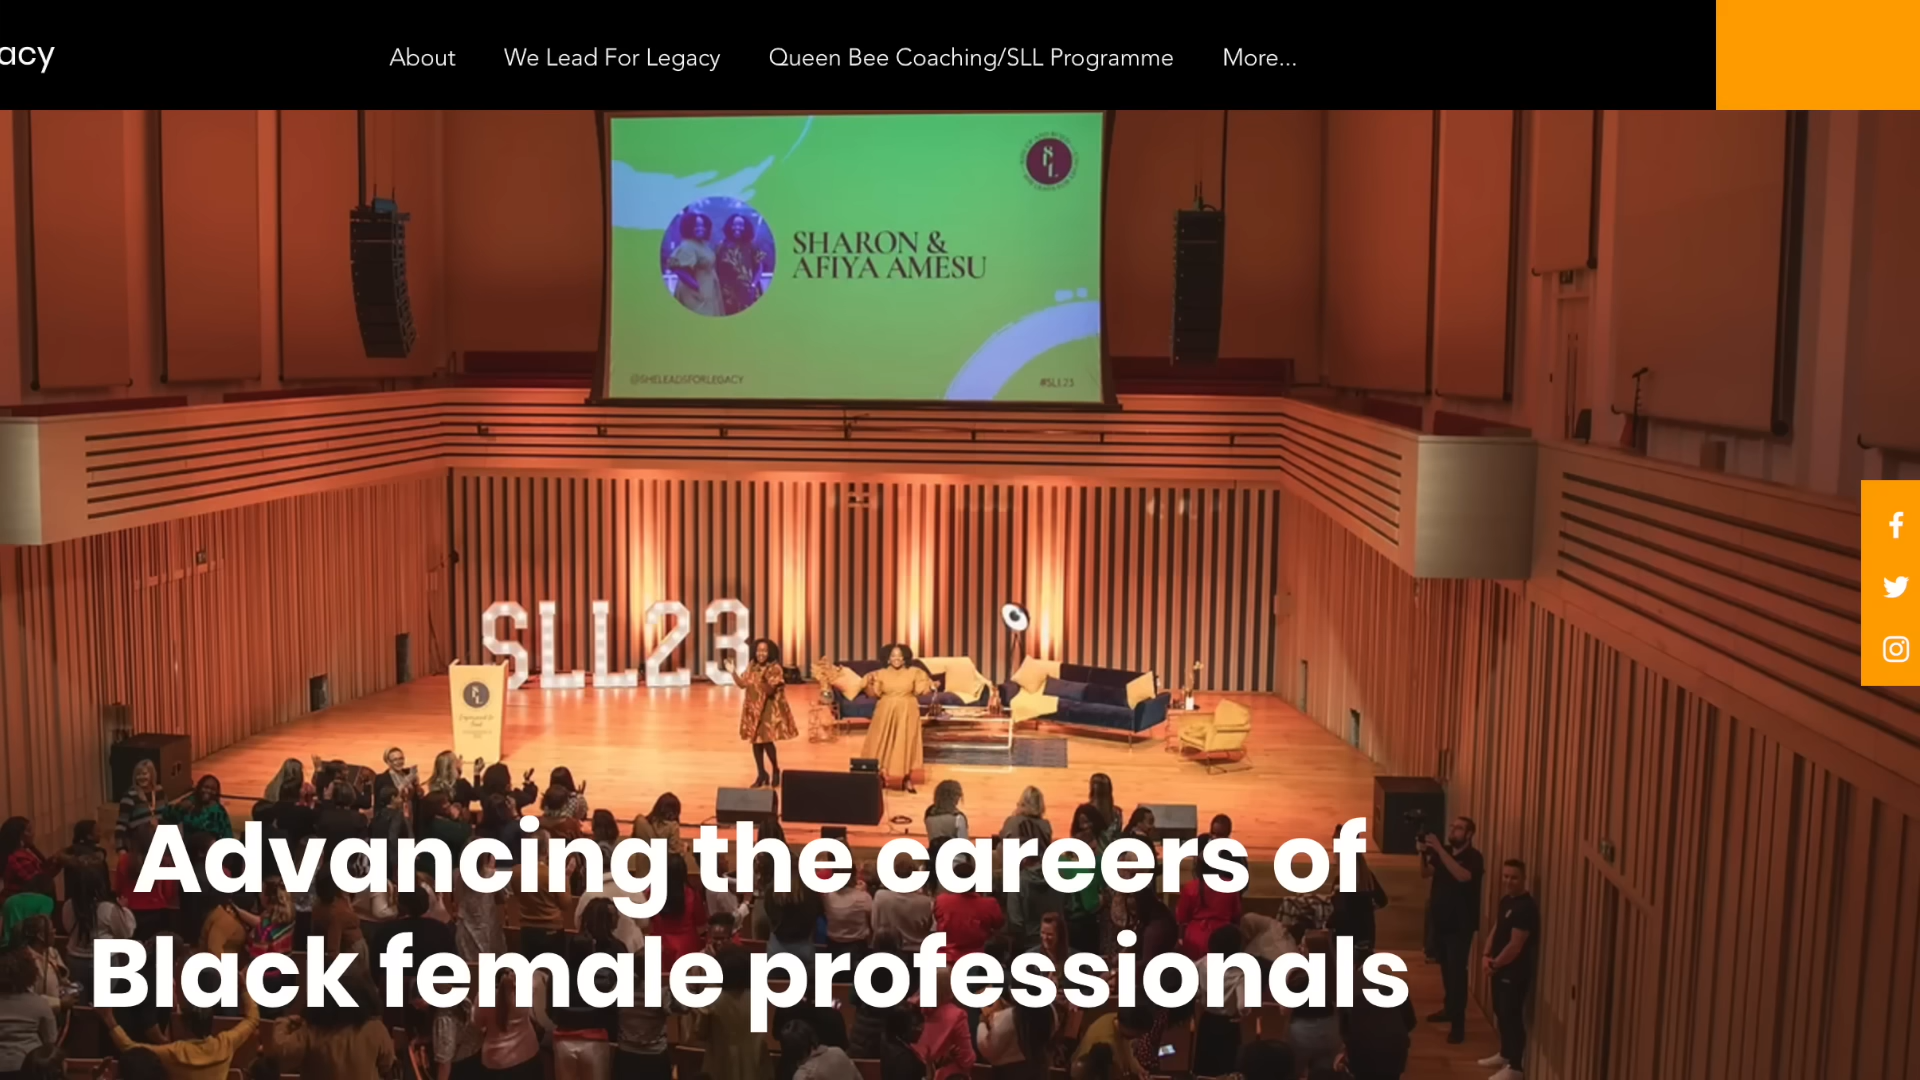 acy
About
We Lead For Legacy
Queen Bee Coaching/SLL Programme
More...
SHARON &
AFIYA AMESU
@SHELEADSFORLEGACY
#SLL23
SLL23
Advancing the careers of
Black female professionals